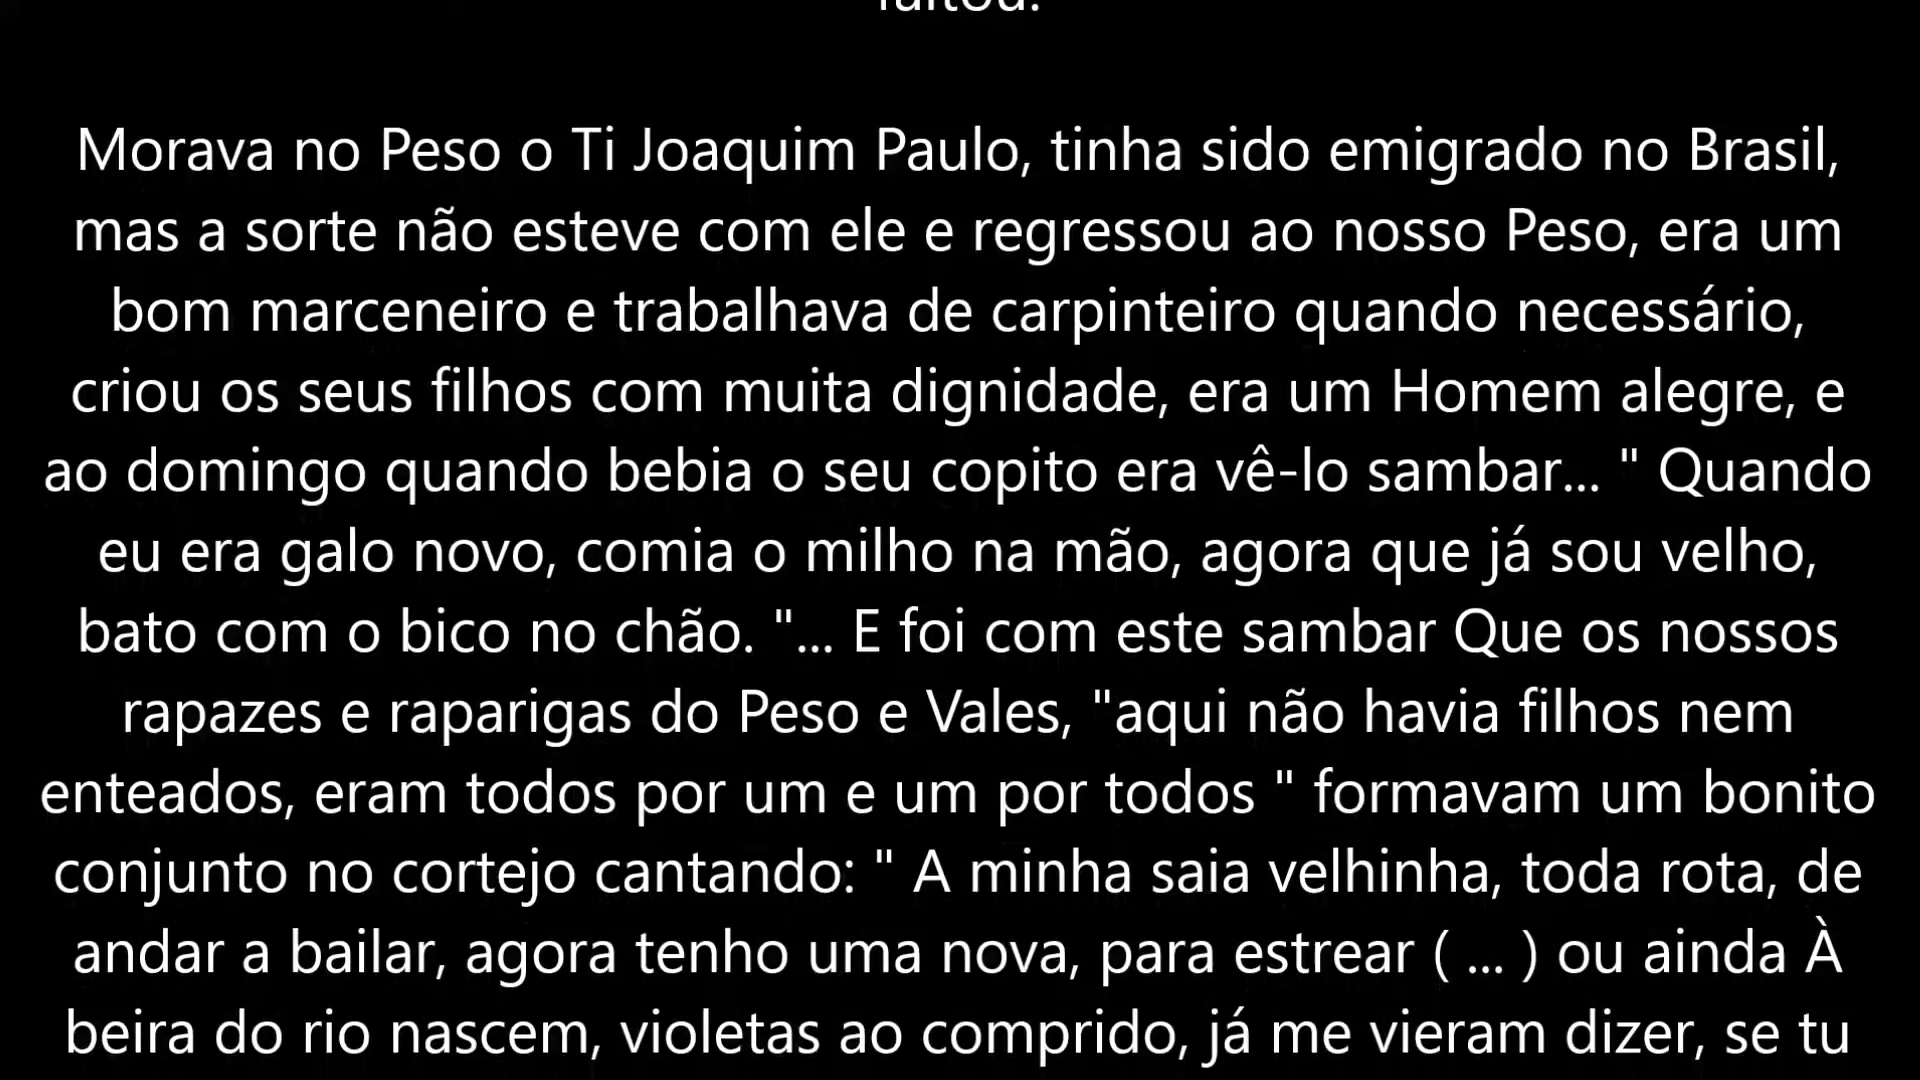 faltou.
Morava no Peso o Ti Joaquim Paulo, tinha sido emigrado no Brasil,
mas a sorte não esteve com ele e regressou ao nosso Peso, era um
bom marceneiro e trabalhava de carpinteiro quando necessário,
criou os seus filhos com muita dignidade, era um Homem alegre, e
ao domingo quando bebia o seu copito era vê-lo sambar... " Quando
eu era galo novo, comia o milho na mão, agora que já sou velho,
bato com o bico no chão. "... E foi com este sambar Que os nossos
rapazes e raparigas do Peso e Vales, "aqui não havia filhos nem
enteados, eram todos por um e um por todos " formavam um bonito
conjunto no cortejo cantando: " A minha saia velhinha, toda rota, de
andar a bailar, agora tenho uma nova, para estrear ( ... ) ou ainda À
beira do rio nascem, violetas ao comprido, já me vieram dizer, se tu